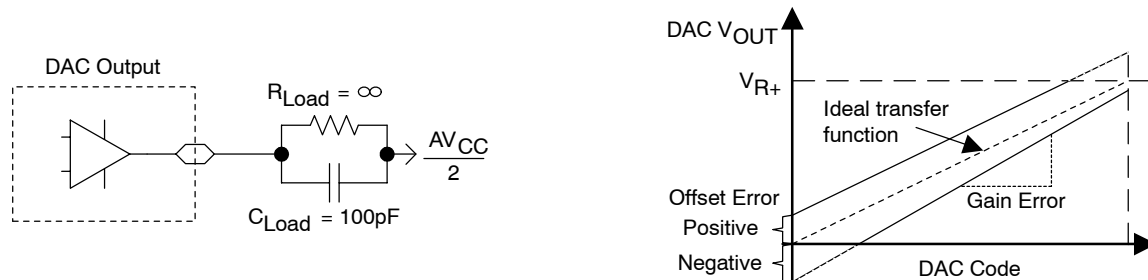 DAC Output
R_Load = ∞
AV_CC
2
C_Load = 100pF
DAC V_OUT
V_R+
Ideal transfer
function
Offset Error
Positive
Negative
Gain Error
DAC Code